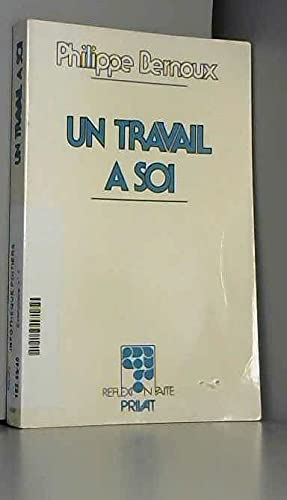 Philippe Bernoux
UN TRAVAIL
A SOI
REFLEXION FAITE
PRIVAT
UN TRAVAIL A SOI